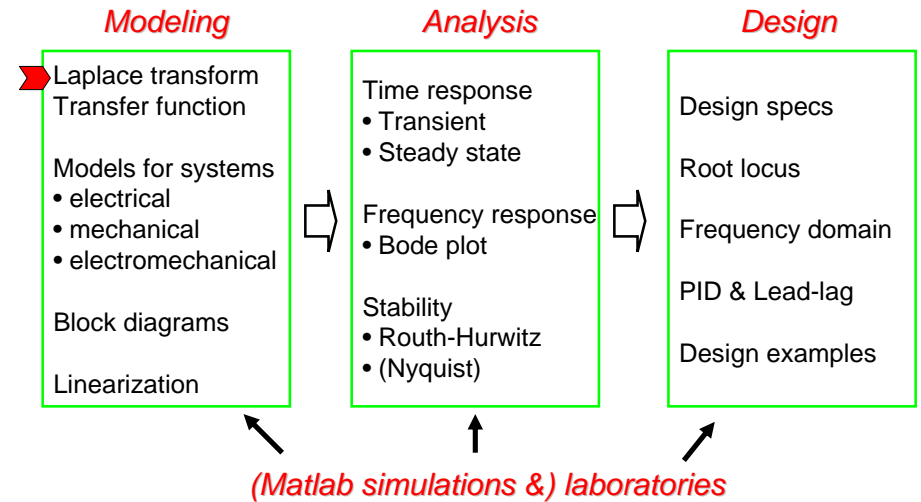 Modeling
Laplace transform
Transfer function
Models for systems
• electrical
• mechanical
• electromechanical
Block diagrams
Linearization
Analysis
Time response
• Transient
• Steady state
Frequency response
• Bode plot
Stability
• Routh-Hurwitz
• (Nyquist)
Design
Design specs
Root locus
Frequency domain
PID & Lead-lag
Design examples
(Matlab simulations &) laboratories